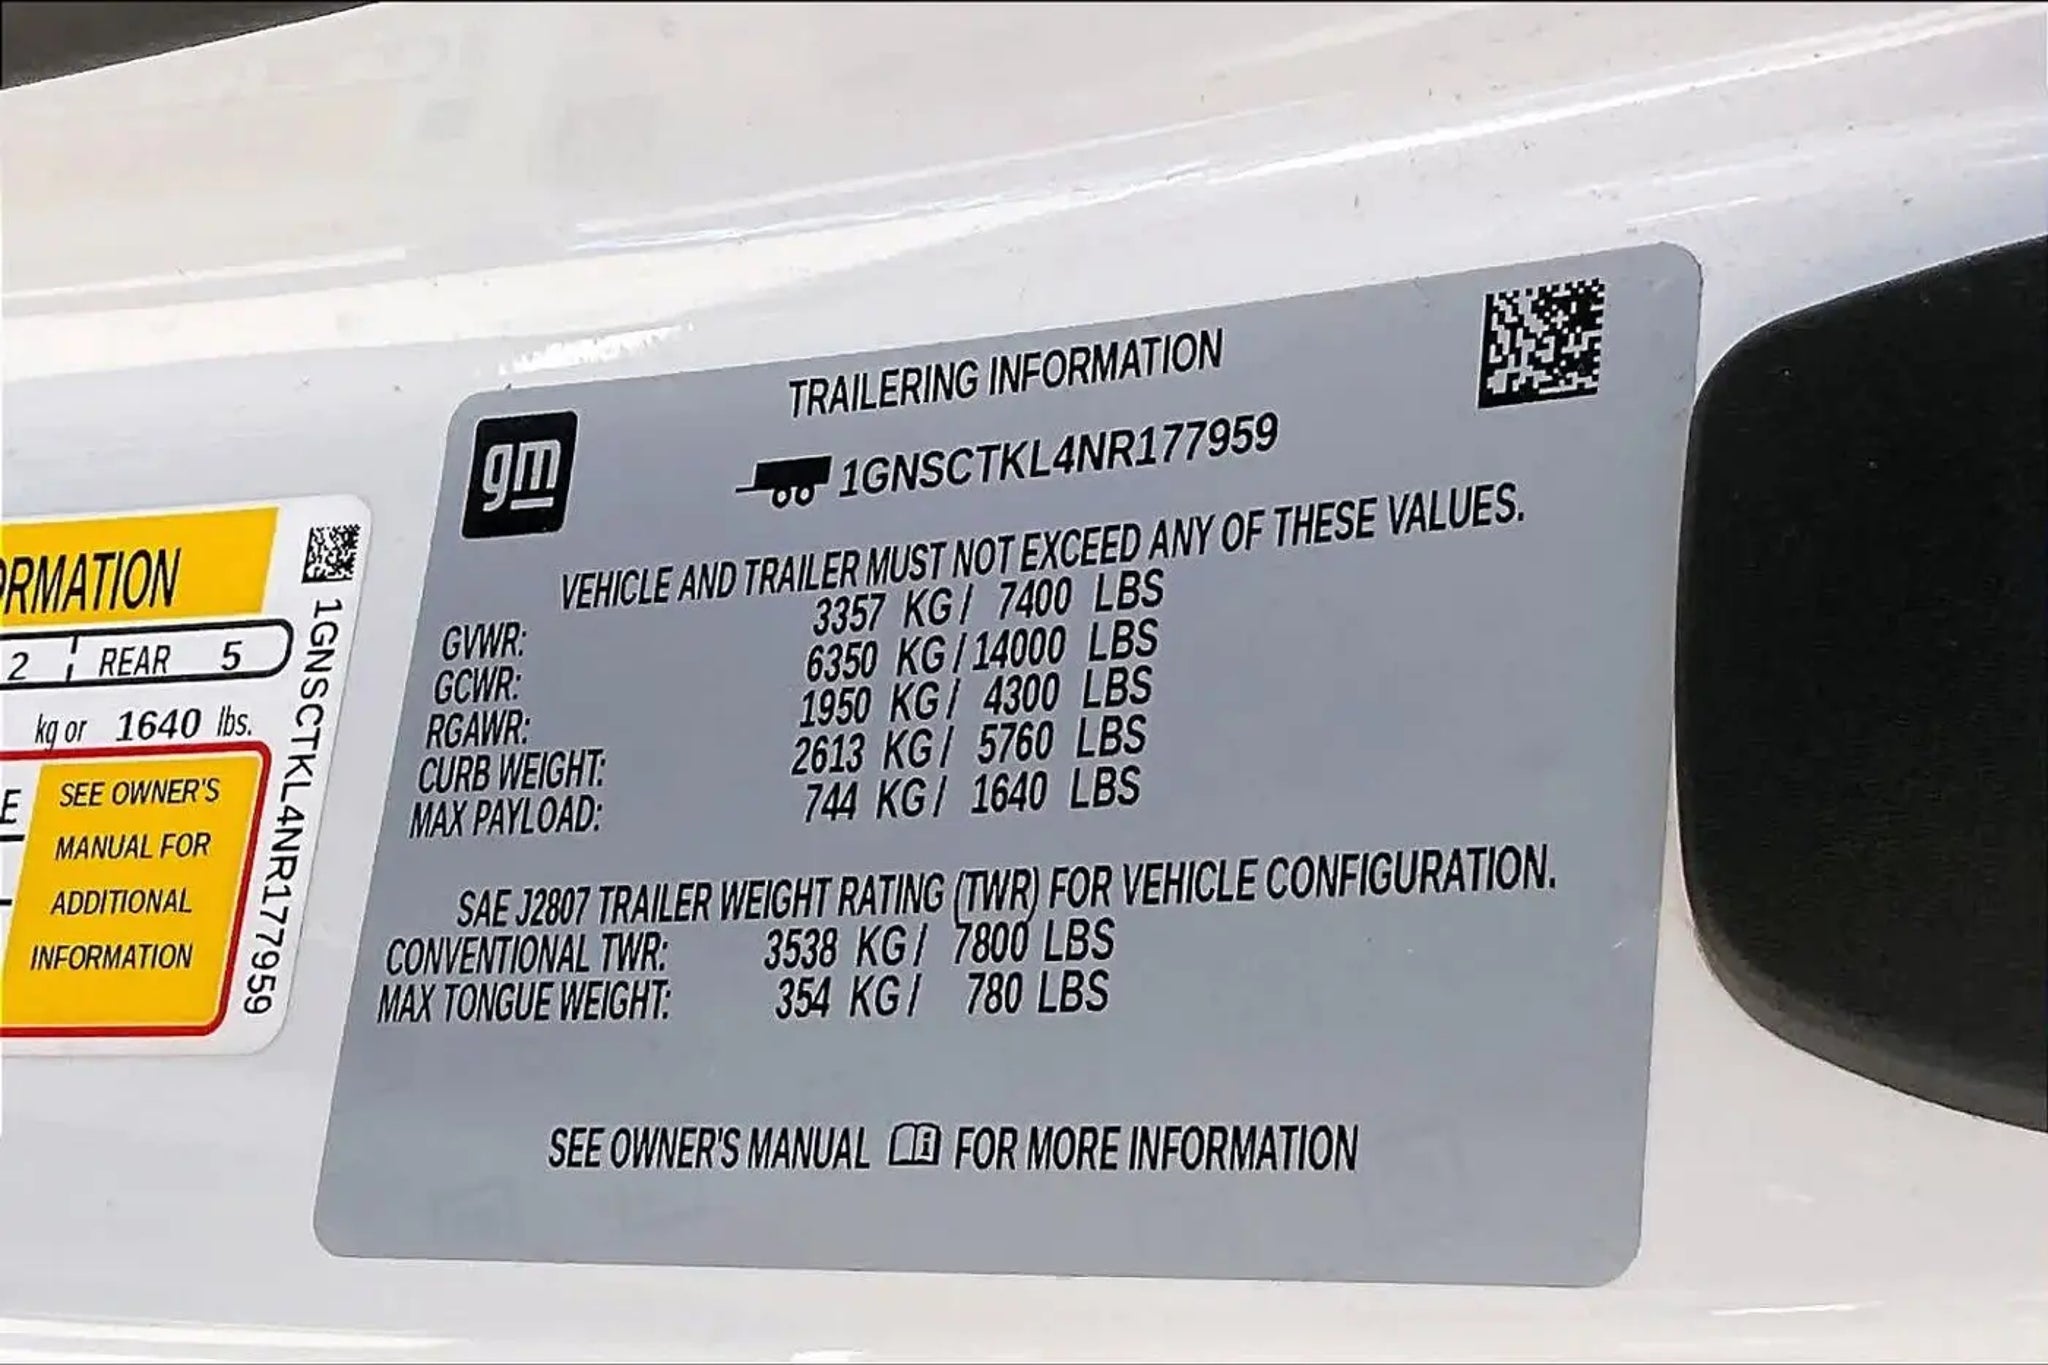 ORMATION
2 ¦ REAR 5
kg or 1640 lbs.
E
SEE OWNER'S
MANUAL FOR
ADDITIONAL
INFORMATION
1GNSCTKL4NR177959
gm
TRAILERING INFORMATION
1GNSCTKL4NR177959
VEHICLE AND TRAILER MUST NOT EXCEED ANY OF THESE VALUES.
GVWR: 3357 KG/ 7400 LBS
GCWR: 6350 KG/14000 LBS
RGAWR: 1950 KG/ 4300 LBS
CURB WEIGHT: 2613 KG/ 5760 LBS
MAX PAYLOAD: 744 KG/ 1640 LBS
SAE J2807 TRAILER WEIGHT RATING (TWR) FOR VEHICLE CONFIGURATION.
CONVENTIONAL TWR: 3538 KG/ 7800 LBS
MAX TONGUE WEIGHT: 354 KG/ 780 LBS
SEE OWNER'S MANUAL FOR MORE INFORMATION